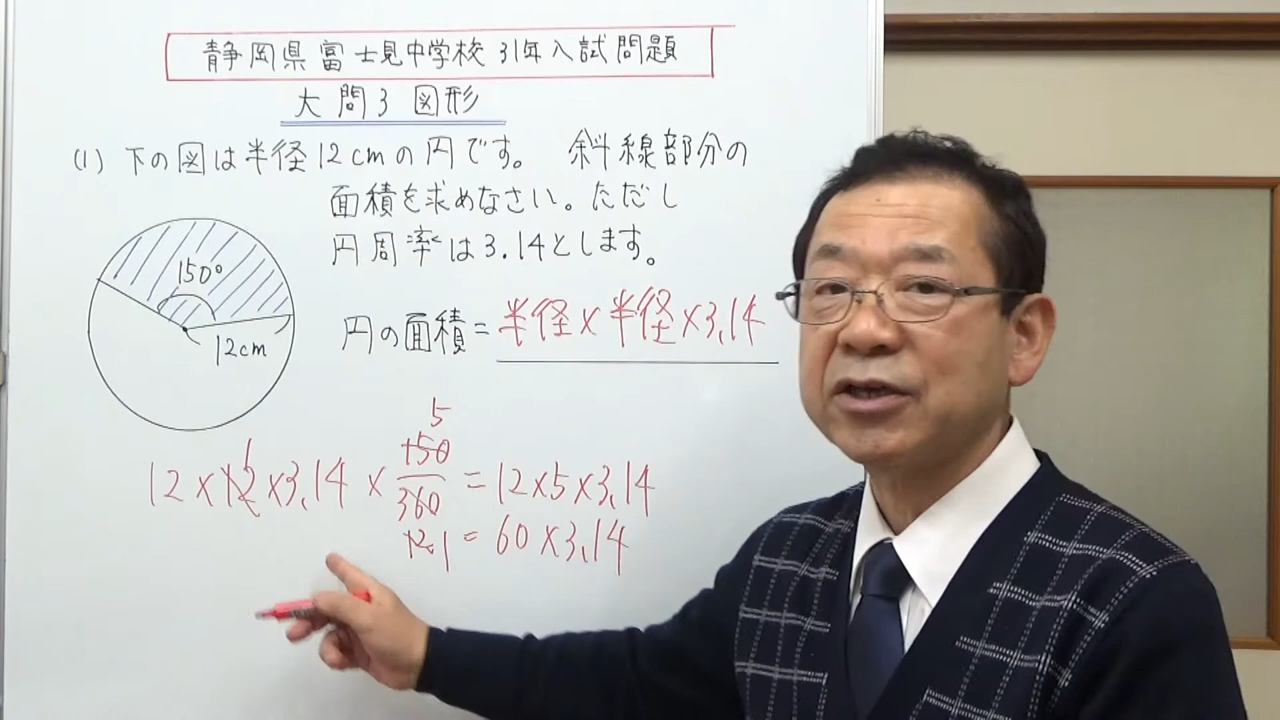 静岡県富士見中学校31年入試問題
大問3 図形
(1) 下の図は半径12cmの円です。 斜線部分の
面積を求めなさい。ただし
円周率は3.14とします。
150°
12cm
円の面積=半径×半径×3.14
5
12×12×3.14×150/360=12×5×3.14
1
12 1 =60×3.14